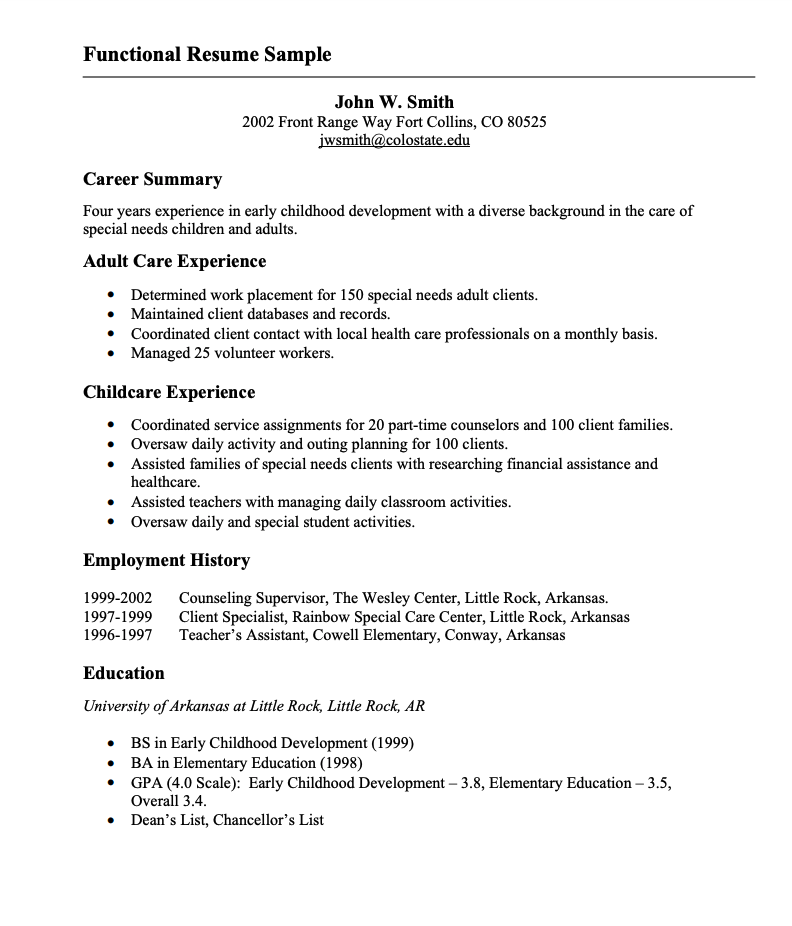 Functional Resume Sample
John W. Smith
2002 Front Range Way Fort Collins, CO 80525
jwsmith@colostate.edu
Career Summary
Four years experience in early childhood development with a diverse background in the care of
special needs children and adults.
Adult Care Experience
• Determined work placement for 150 special needs adult clients.
• Maintained client databases and records.
• Coordinated client contact with local health care professionals on a monthly basis.
• Managed 25 volunteer workers.
Childcare Experience
• Coordinated service assignments for 20 part-time counselors and 100 client families.
• Oversaw daily activity and outing planning for 100 clients.
• Assisted families of special needs clients with researching financial assistance and
healthcare.
• Assisted teachers with managing daily classroom activities.
• Oversaw daily and special student activities.
Employment History
1999-2002 Counseling Supervisor, The Wesley Center, Little Rock, Arkansas.
1997-1999 Client Specialist, Rainbow Special Care Center, Little Rock, Arkansas
1996-1997 Teacher’s Assistant, Cowell Elementary, Conway, Arkansas
Education
University of Arkansas at Little Rock, Little Rock, AR
• BS in Early Childhood Development (1999)
• BA in Elementary Education (1998)
• GPA (4.0 Scale): Early Childhood Development – 3.8, Elementary Education – 3.5,
Overall 3.4.
• Dean’s List, Chancellor’s List